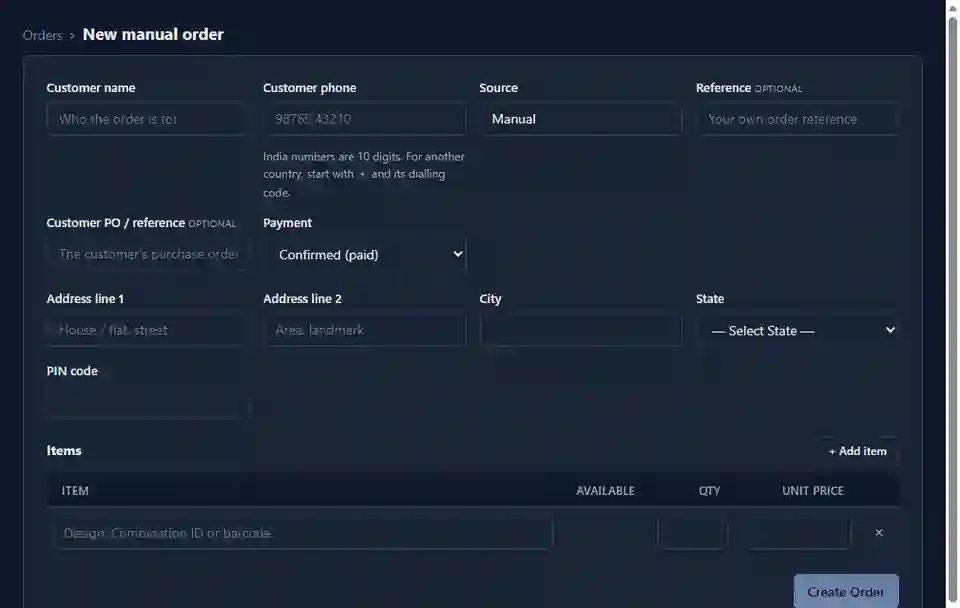 Orders > New manual order
Customer name
Customer phone
Source
Reference OPTIONAL
Who the order is for
98765 43210
Manual
Your own order reference
India numbers are 10 digits. For another
country, start with + and its dialling
code.
Customer PO / reference OPTIONAL
Payment
The customer's purchase order
Confirmed (paid)
Address line 1
Address line 2
City
State
House / flat, street
Area, landmark
— Select State —
PIN code
Items
+ Add item
ITEM
AVAILABLE
QTY
UNIT PRICE
Design, Combination ID or barcode
×
Create Order